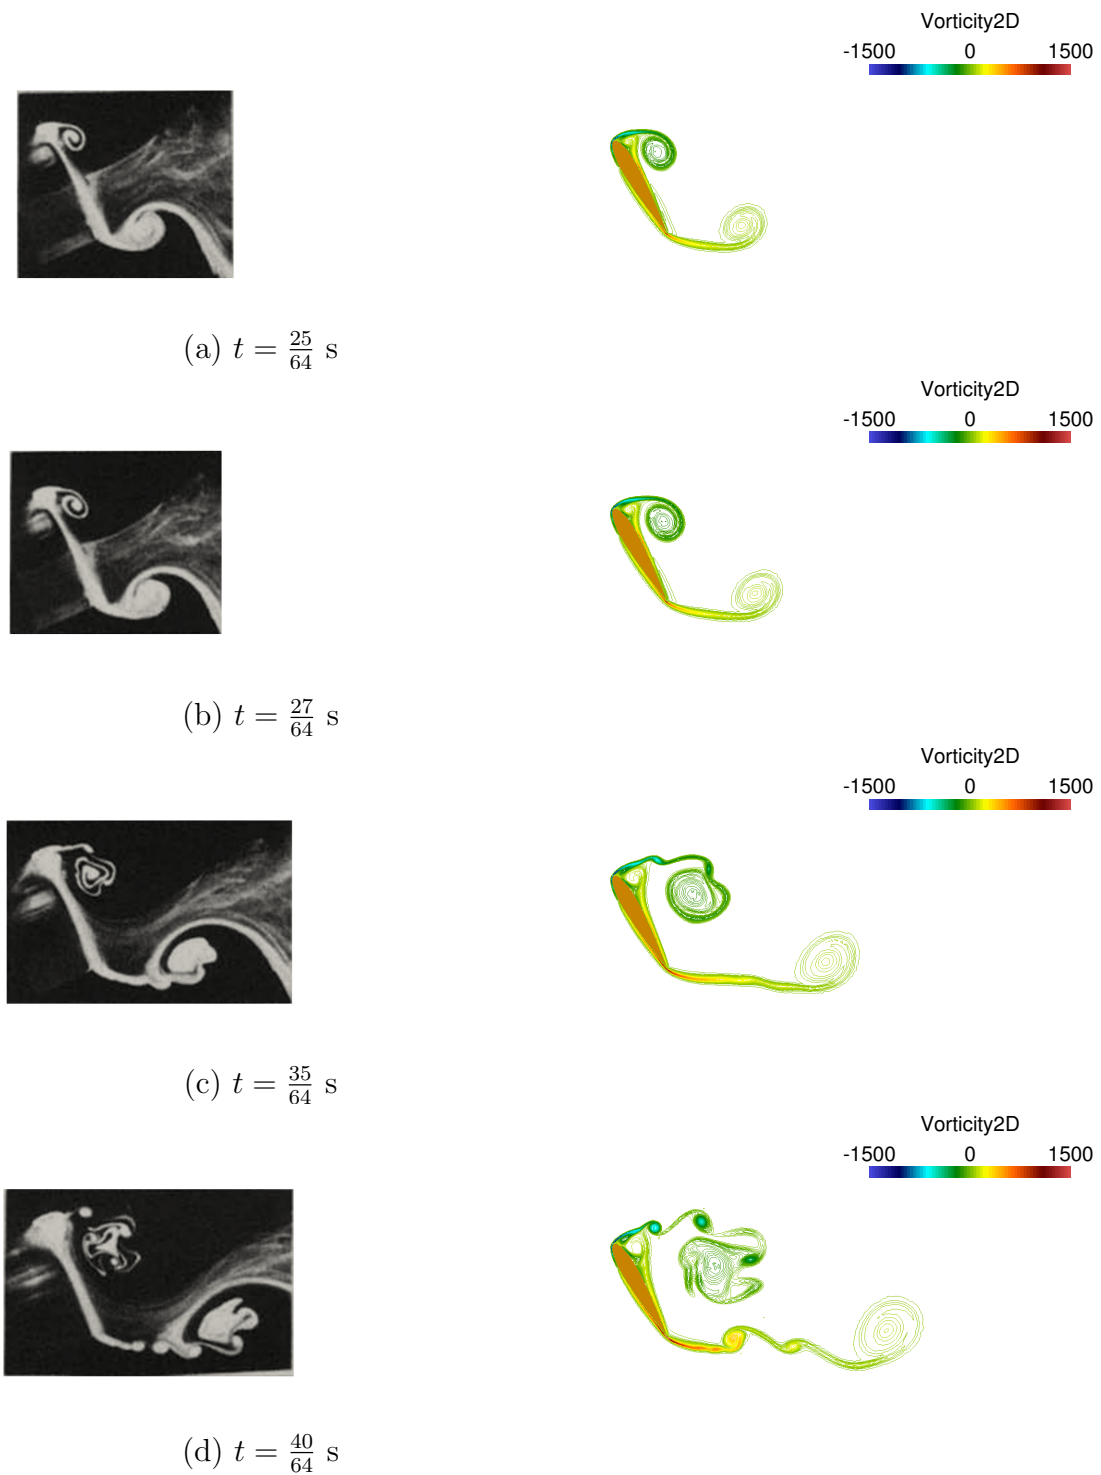 Vorticity2D
-1500 0 1500
(a) t = 25/64 s
Vorticity2D
-1500 0 1500
(b) t = 27/64 s
Vorticity2D
-1500 0 1500
(c) t = 35/64 s
Vorticity2D
-1500 0 1500
(d) t = 40/64 s